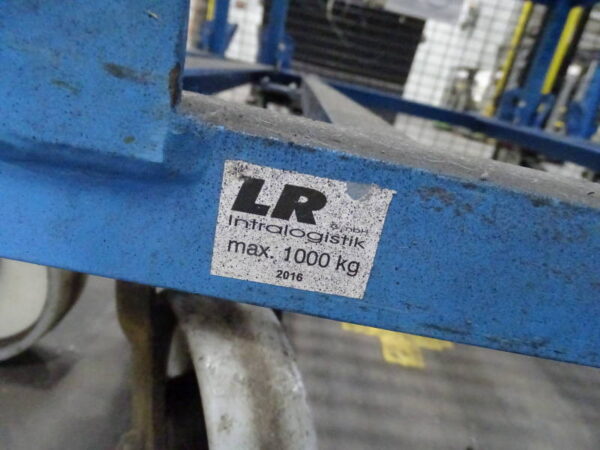 LR
GmbH
Intralogistik
max. 1000 kg
2016